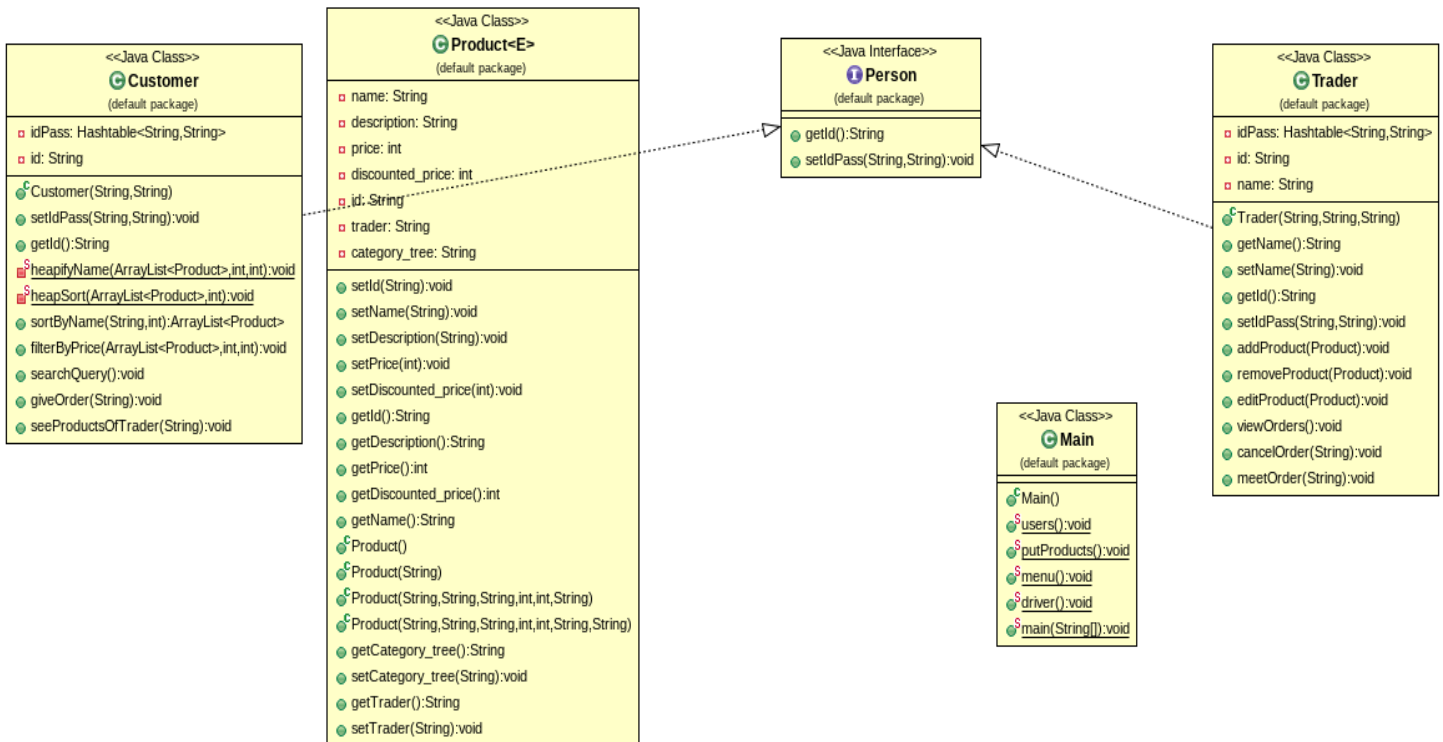 <<Java Class>>
Customer
(default package)
idPass: Hashtable<String,String>
id: String
Customer(String,String)
setIdPass(String,String):void
getId():String
heapifyName(ArrayList<Product>,int,int):void
heapSort(ArrayList<Product>,int):void
sortByName(String,int):ArrayList<Product>
filterByPrice(ArrayList<Product>,int,int):void
searchQuery():void
giveOrder(String):void
seeProductsOfTrader(String):void
<<Java Class>>
Product<E>
(default package)
name: String
description: String
price: int
discounted_price: int
id: String
trader: String
category_tree: String
setId(String):void
setName(String):void
setDescription(String):void
setPrice(int):void
setDiscounted_price(int):void
getId():String
getDescription():String
getPrice():int
getDiscounted_price():int
getName():String
Product()
Product(String)
Product(String,String,String,int,int,String)
Product(String,String,String,int,int,String,String)
getCategory_tree():String
setCategory_tree(String):void
getTrader():String
setTrader(String):void
<<Java Interface>>
Person
(default package)
getId():String
setIdPass(String,String):void
<<Java Class>>
Main
(default package)
Main()
users():void
putProducts():void
menu():void
driver():void
main(String[]):void
<<Java Class>>
Trader
(default package)
idPass: Hashtable<String,String>
id: String
name: String
Trader(String,String,String)
getName():String
setName(String):void
getId():String
setIdPass(String,String):void
addProduct(Product):void
removeProduct(Product):void
editProduct(Product):void
viewOrders():void
cancelOrder(String):void
meetOrder(String):void